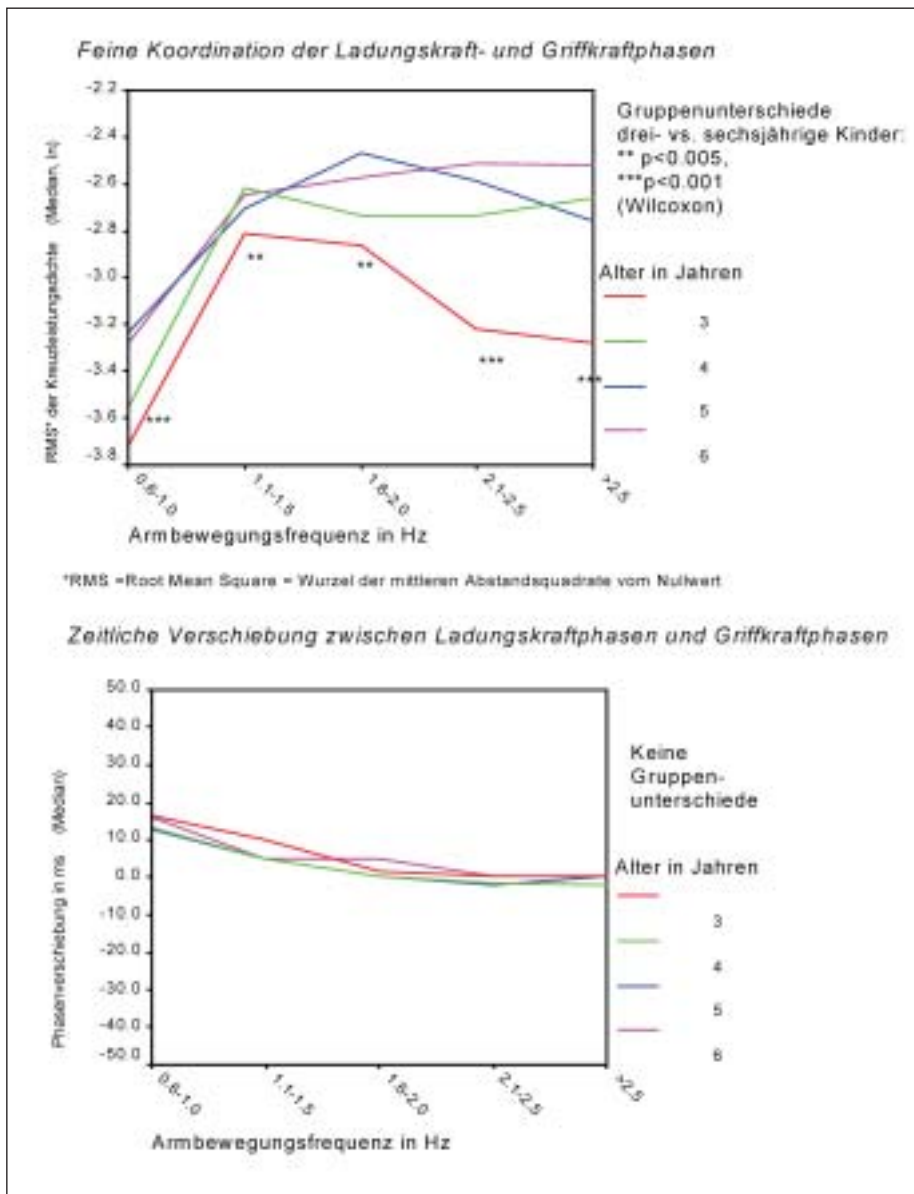 Feine Koordination der Ladungskraft- und Griffkraftphasen
RMS* der Kreuzleistungsdichte (Median, ln)
-2.2
-2.4
-2.6
-2.8
-3.0
-3.2
-3.4
-3.6
-3.8
***
**
**
***
***
0.6-1.0
1.1-1.5
1.6-2.0
2.1-2.5
>2.5
Armbewegungsfrequenz in Hz
Gruppenunterschiede
drei- vs. sechsjährige Kinder:
** p<0.005,
***p<0.001
(Wilcoxon)
Alter in Jahren
3
4
5
6
*RMS =Root Mean Square = Wurzel der mittleren Abstandsquadrate vom Nullwert
Zeitliche Verschiebung zwischen Ladungskraftphasen und Griffkraftphasen
Phasenverschiebung in ms (Median)
50.0
40.0
30.0
20.0
10.0
0.0
-10.0
-20.0
-30.0
-40.0
-50.0
0.6-1.0
1.1-1.5
1.6-2.0
2.1-2.5
>2.5
Armbewegungsfrequenz in Hz
Keine
Gruppen-
unterschiede
Alter in Jahren
3
4
5
6